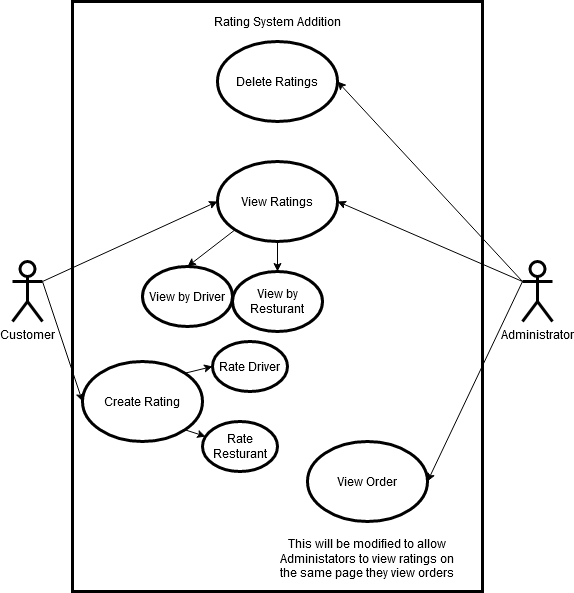 Rating System Addition
Delete Ratings
View Ratings
View by Driver
View by
Resturant
Customer
Administrator
Rate Driver
Create Rating
Rate
Resturant
View Order
This will be modified to allow
Administators to view ratings on
the same page they view orders